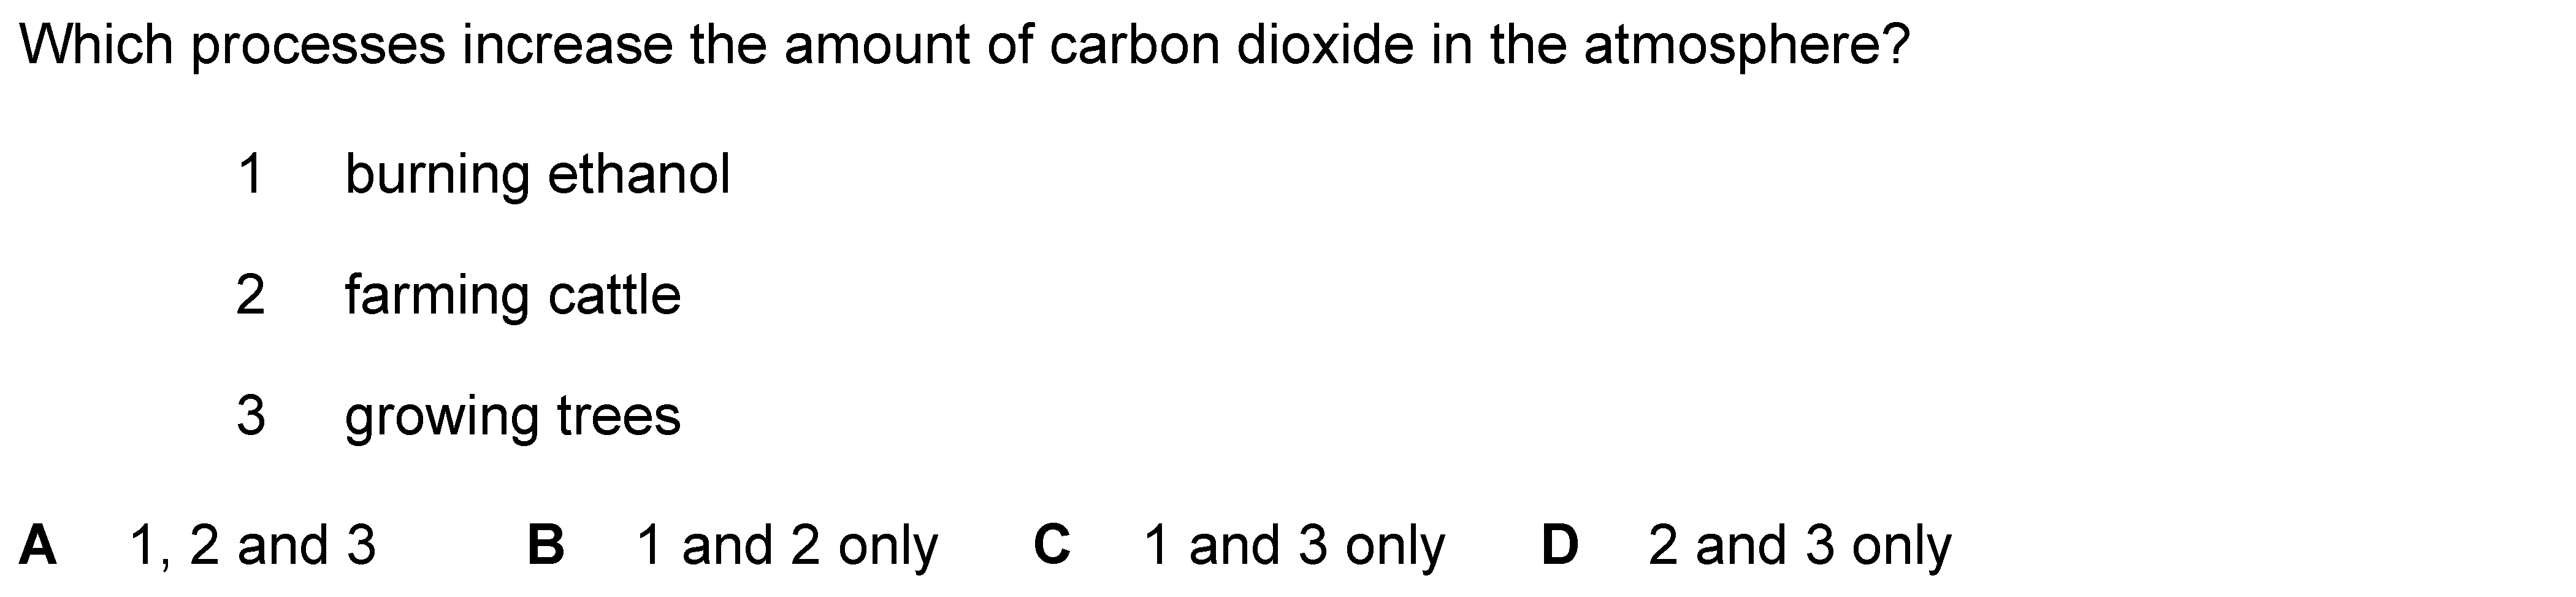 Which processes increase the amount of carbon dioxide in the atmosphere?
1 burning ethanol
2 farming cattle
3 growing trees
A 1, 2 and 3 B 1 and 2 only C 1 and 3 only D 2 and 3 only